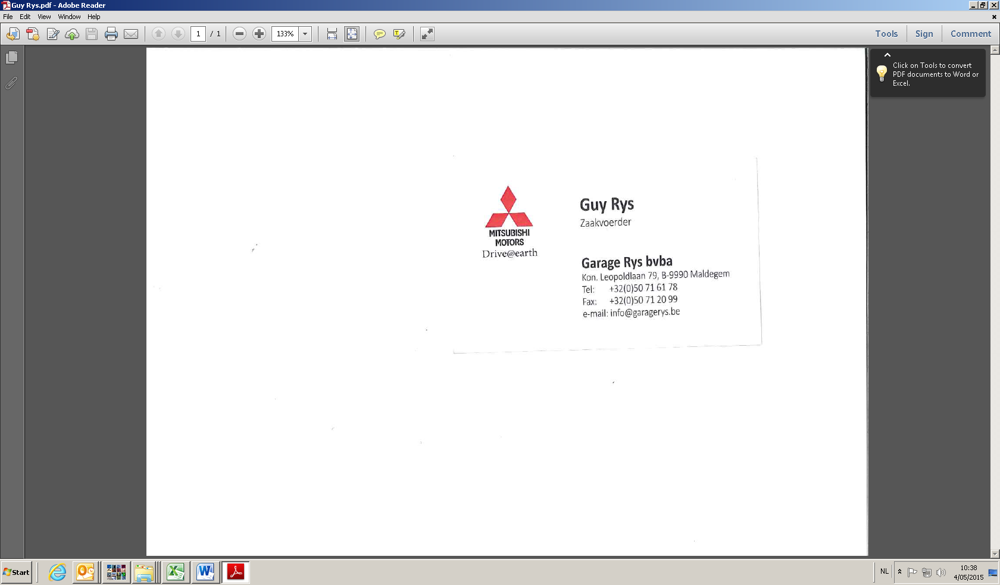 Guy Rys.pdf - Adobe Reader
File Edit View Window Help
1 / 1 133% Tools Sign Comment
Click on Tools to convert
PDF documents to Word or
Excel.
MITSUBISHI
MOTORS
Drive@earth
Guy Rys
Zaakvoerder
Garage Rys bvba
Kon. Leopoldlaan 79, B-9990 Maldegem
Tel: +32(0)50 71 61 78
Fax: +32(0)50 71 20 99
e-mail: info@garagerys.be
Start NL 10:38
4/05/2015